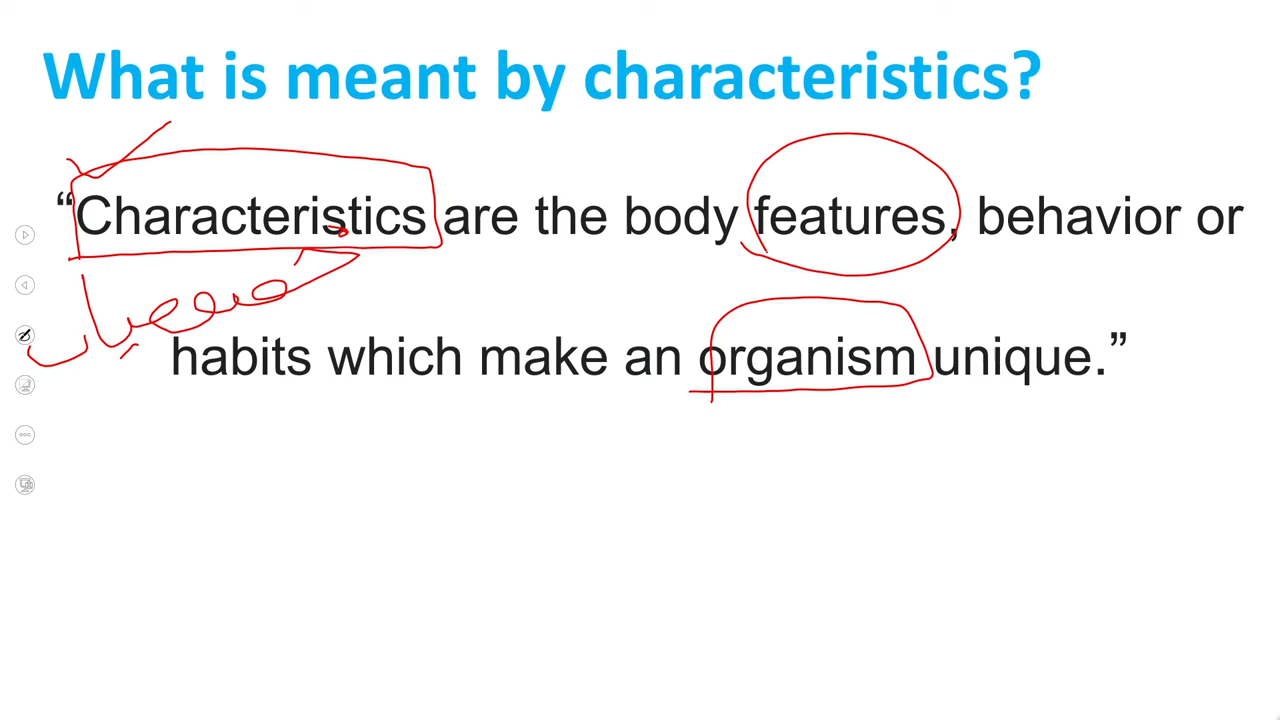 What is meant by characteristics?
“Characteristics are the body features, behavior or
habits which make an organism unique.”